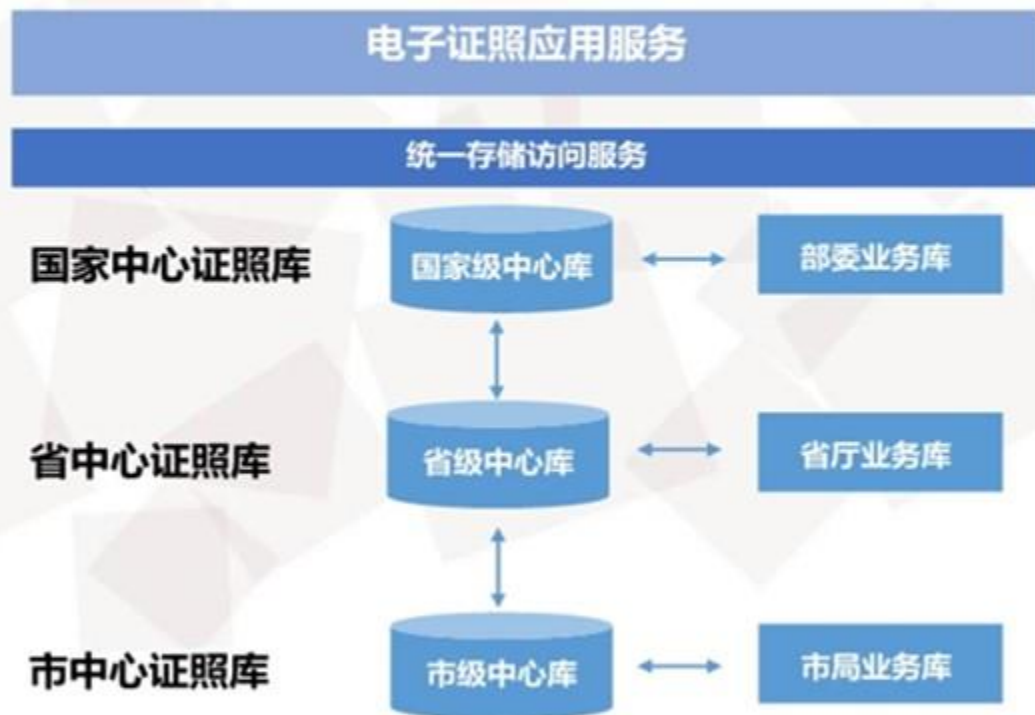 电子证照应用服务
统一存储访问服务
国家中心证照库
国家级中心库
部委业务库
省中心证照库
省级中心库
省厅业务库
市中心证照库
市级中心库
市局业务库